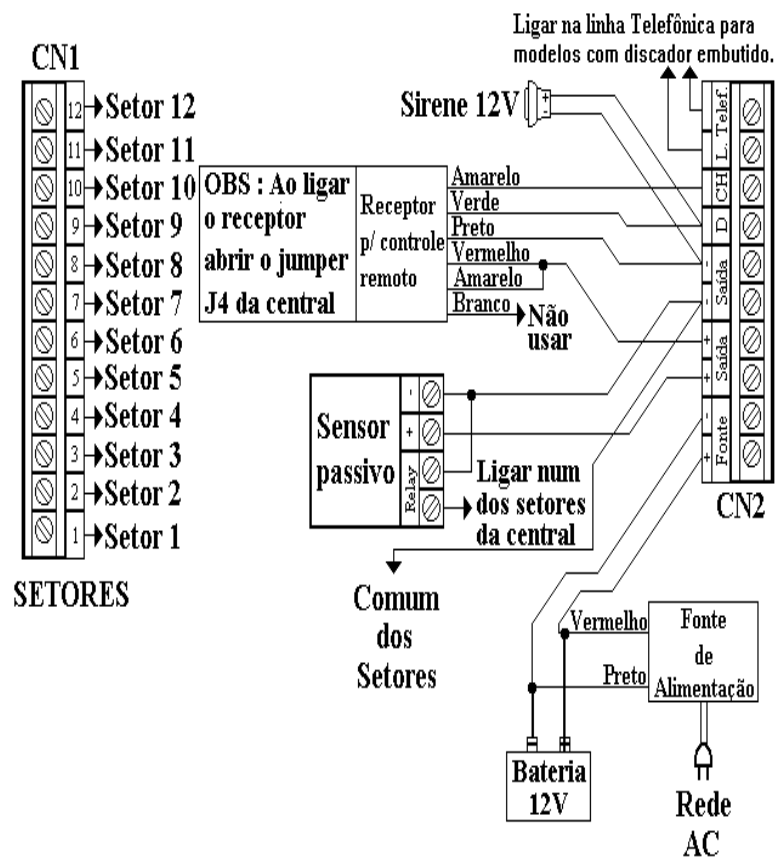 Ligar na linha Telefônica para
modelos com discador embutido.
CN1
12 Setor 12
11 Setor 11
10 Setor 10
9 Setor 9
8 Setor 8
7 Setor 7
6 Setor 6
5 Setor 5
4 Setor 4
3 Setor 3
2 Setor 2
1 Setor 1
SETORES
Sirene 12V
+
-
OBS : Ao ligar
o receptor
abrir o jumper
J4 da central
Receptor
p/ controle
remoto
Amarelo
Verde
Preto
Vermelho
Amarelo
Branco
Não
usar
L. Telef.
CH
D
- Saída -
+ Saída +
+ Fonte -
CN2
Sensor
passivo
-
+
Relay
Ligar num
dos setores
da central
Comum
dos
Setores
Vermelho
Preto
Fonte
de
Alimentação
-
+
Bateria
12V
Rede
AC